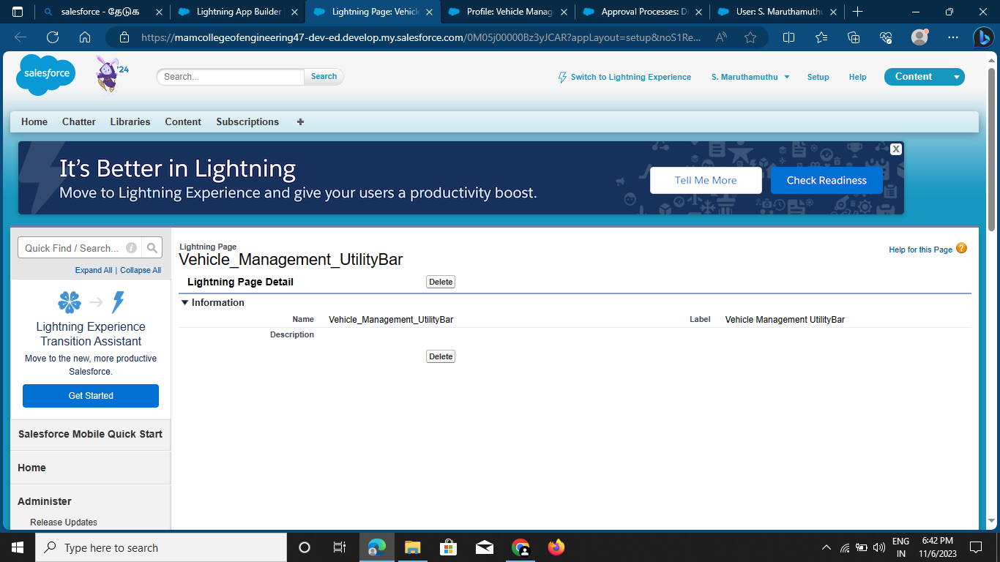 salesforce - தேடுக
Lightning App Builder
Lightning Page: Vehicl
Profile: Vehicle Manag
Approval Processes: D
User: S. Maruthamuthu
https://mamcollegeofengineering47-dev-ed.develop.my.salesforce.com/0M05j00000Bz3yJCAR?appLayout=setup&noS1Re...
salesforce
'24
Search...
Search
Switch to Lightning Experience
S. Maruthamuthu
Setup
Help
Content
Home
Chatter
Libraries
Content
Subscriptions
+
It's Better in Lightning
Move to Lightning Experience and give your users a productivity boost.
Tell Me More
Check Readiness
X
Quick Find / Search...
Expand All | Collapse All
Lightning Experience
Transition Assistant
Move to the new, more productive
Salesforce.
Get Started
Salesforce Mobile Quick Start
Home
Administer
Release Updates
Lightning Page
Vehicle_Management_UtilityBar
Help for this Page ?
Lightning Page Detail
Delete
Information
Name
Vehicle_Management_UtilityBar
Label
Vehicle Management UtilityBar
Description
Delete
Type here to search
ENG
IN
6:42 PM
11/6/2023